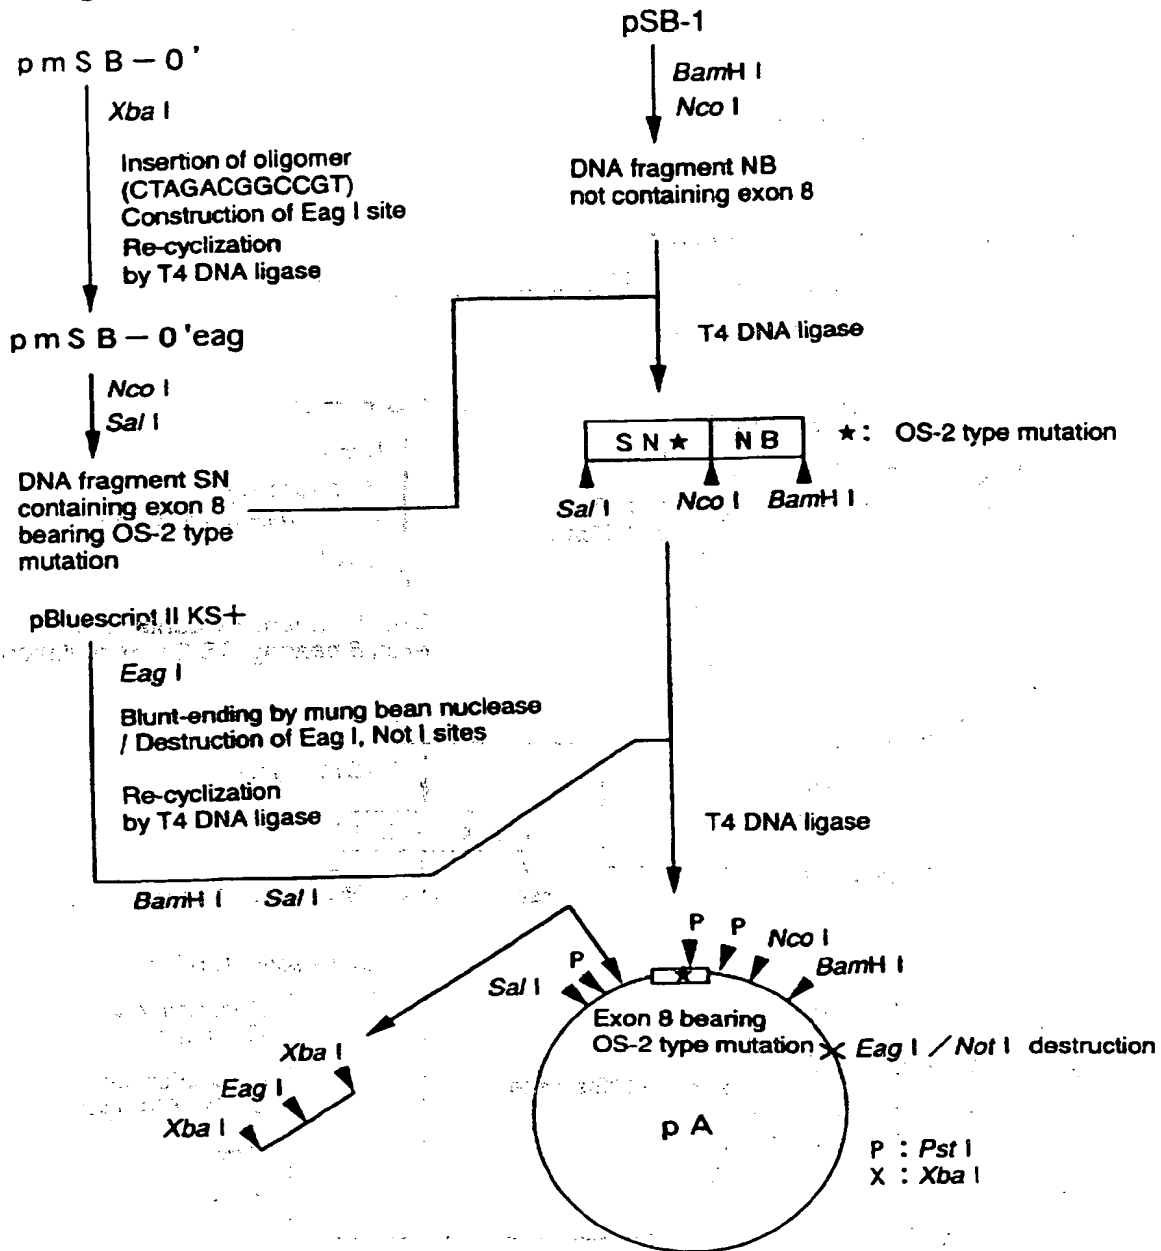 pSB-1
pmSB-0'
BamH I
Nco I
Xba I
Insertion of oligomer
(CTAGACGGCCGT)
Construction of Eag I site
Re-cyclization
by T4 DNA ligase
DNA fragment NB
not containing exon 8
pmSB-0'eag
T4 DNA ligase
Nco I
Sal I
SN★ NB ★: OS-2 type mutation
DNA fragment SN
containing exon 8
bearing OS-2 type
mutation
Sal I Nco I BamH I
pBluescript II KS+
Eag I
Blunt-ending by mung bean nuclease
/ Destruction of Eag I, Not I sites
Re-cyclization
by T4 DNA ligase
T4 DNA ligase
BamH I Sal I
P P Nco I
Sal I P ★ BamH I
Exon 8 bearing
OS-2 type mutation X Eag I / Not I destruction
Xba I
Eag I
Xba I
pA
P : Pst I
X : Xba I